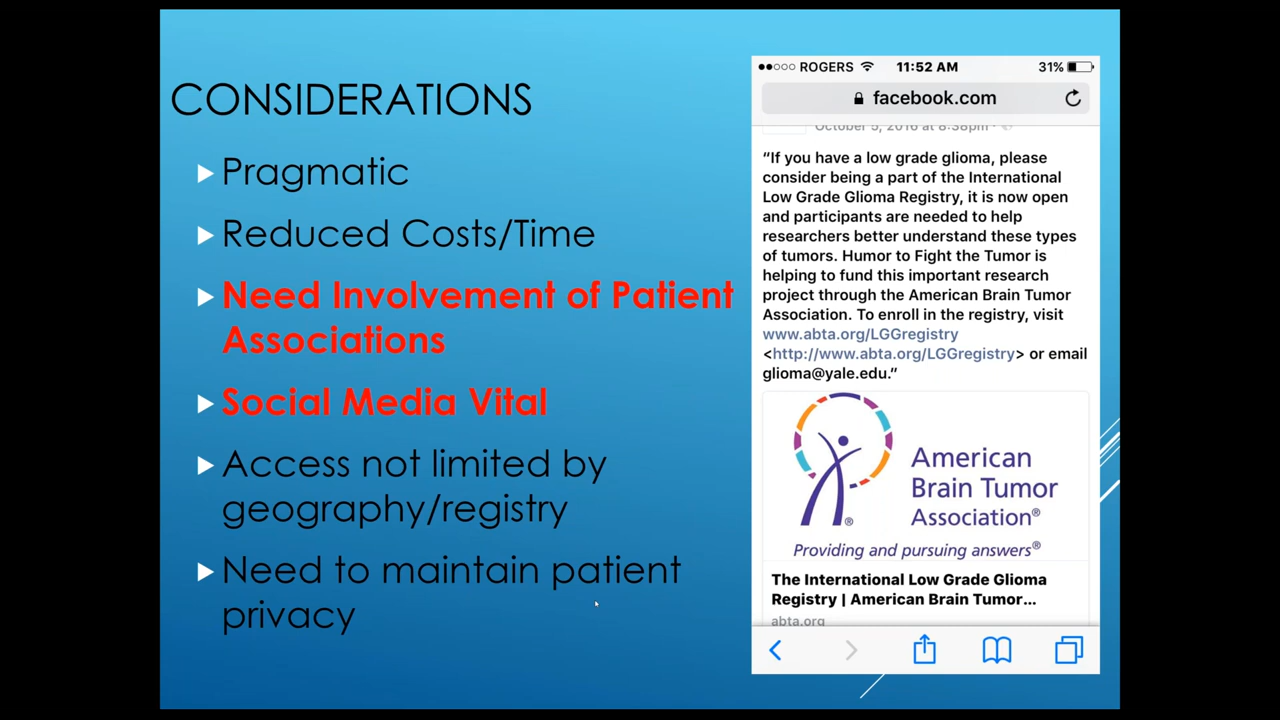 CONSIDERATIONS
Pragmatic
Reduced Costs/Time
Need Involvement of Patient
Associations
Social Media Vital
Access not limited by
geography/registry
Need to maintain patient
privacy
ROGERS 11:52 AM 31%
facebook.com
October 5, 2016 at 8:38pm
“If you have a low grade glioma, please
consider being a part of the International
Low Grade Glioma Registry, it is now open
and participants are needed to help
researchers better understand these types
of tumors. Humor to Fight the Tumor is
helping to fund this important research
project through the American Brain Tumor
Association. To enroll in the registry, visit
www.abta.org/LGGregistry
<http://www.abta.org/LGGregistry> or email
glioma@yale.edu.“
American
Brain Tumor
Association®
®
Providing and pursuing answers®
The International Low Grade Glioma
Registry | American Brain Tumor...
abta.org